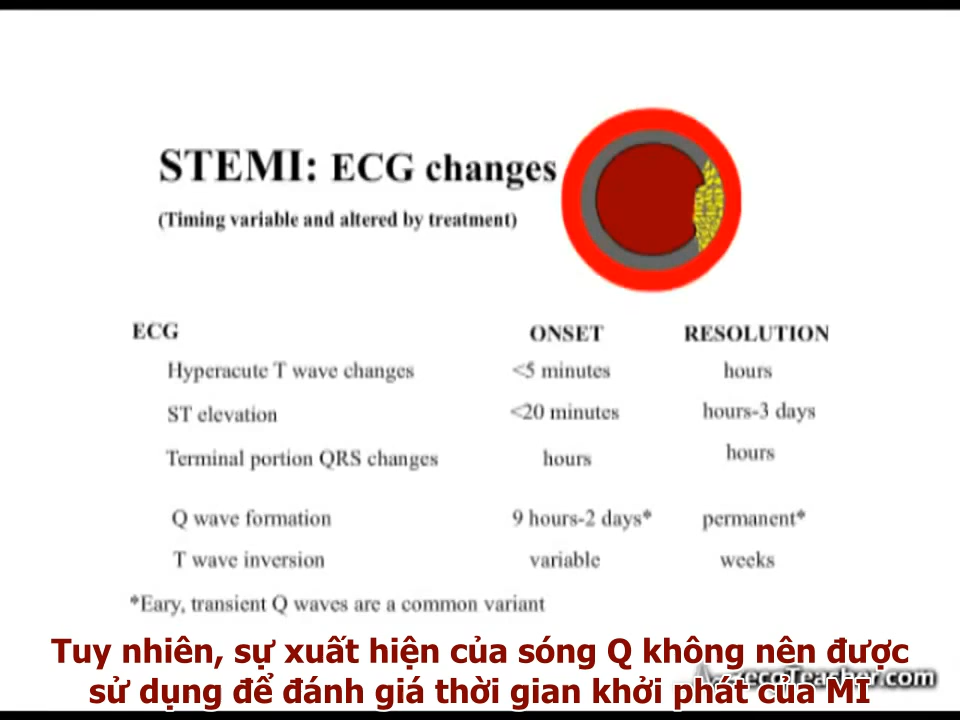 STEMI: ECG changes
(Timing variable and altered by treatment)
ECG ONSET RESOLUTION
Hyperacute T wave changes <5 minutes hours
ST elevation <20 minutes hours-3 days
Terminal portion QRS changes hours hours
Q wave formation 9 hours-2 days* permanent*
T wave inversion variable weeks
*Eary, transient Q waves are a common variant
Tuy nhiên, sự xuất hiện của sóng Q không nên được
sử dụng để đánh giá thời gian khởi phát của MI